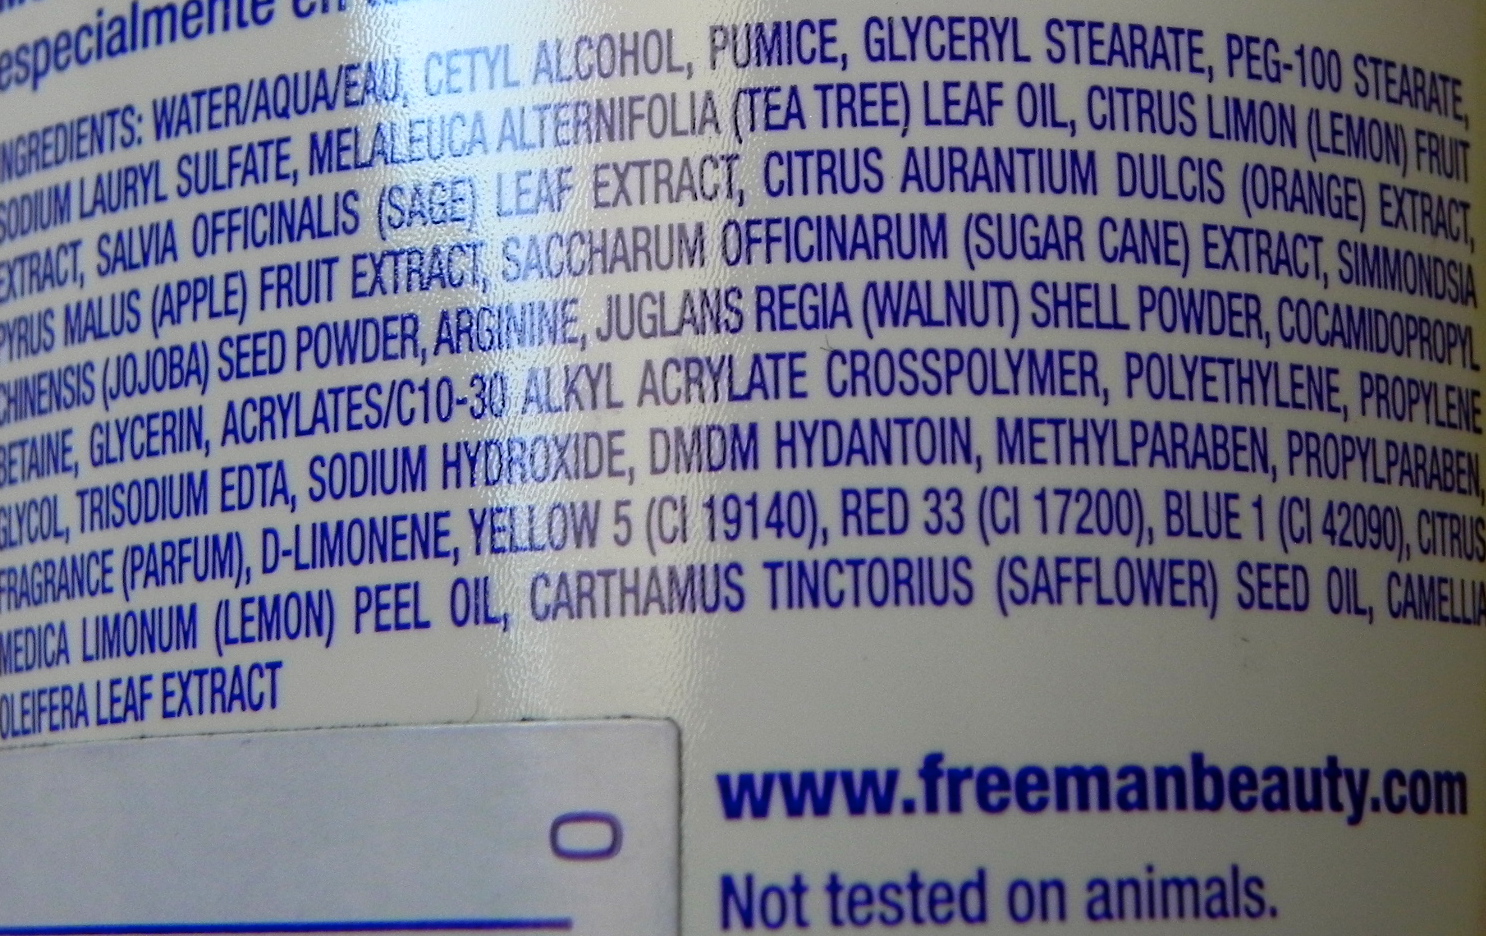 especialmente en
INGREDIENTS: WATER/AQUA/EAU, CETYL ALCOHOL, PUMICE, GLYCERYL STEARATE, PEG-100 STEARATE,
SODIUM LAURYL SULFATE, MELALEUCA ALTERNIFOLIA (TEA TREE) LEAF OIL, CITRUS LIMON (LEMON) FRUIT
EXTRACT, SALVIA OFFICINALIS (SAGE) LEAF EXTRACT, CITRUS AURANTIUM DULCIS (ORANGE) EXTRACT,
PYRUS MALUS (APPLE) FRUIT EXTRACT, SACCHARUM OFFICINARUM (SUGAR CANE) EXTRACT, SIMMONDSIA
CHINENSIS (JOJOBA) SEED POWDER, ARGININE, JUGLANS REGIA (WALNUT) SHELL POWDER, COCAMIDOPROPYL
BETAINE, GLYCERIN, ACRYLATES/C10-30 ALKYL ACRYLATE CROSSPOLYMER, POLYETHYLENE, PROPYLENE
GLYCOL, TRISODIUM EDTA, SODIUM HYDROXIDE, DMDM HYDANTOIN, METHYLPARABEN, PROPYLPARABEN,
FRAGRANCE (PARFUM), D-LIMONENE, YELLOW 5 (CI 19140), RED 33 (CI 17200), BLUE 1 (CI 42090), CITRUS
MEDICA LIMONUM (LEMON) PEEL OIL, CARTHAMUS TINCTORIUS (SAFFLOWER) SEED OIL, CAMELLIA
OLEIFERA LEAF EXTRACT
www.freemanbeauty.com
Not tested on animals.
0